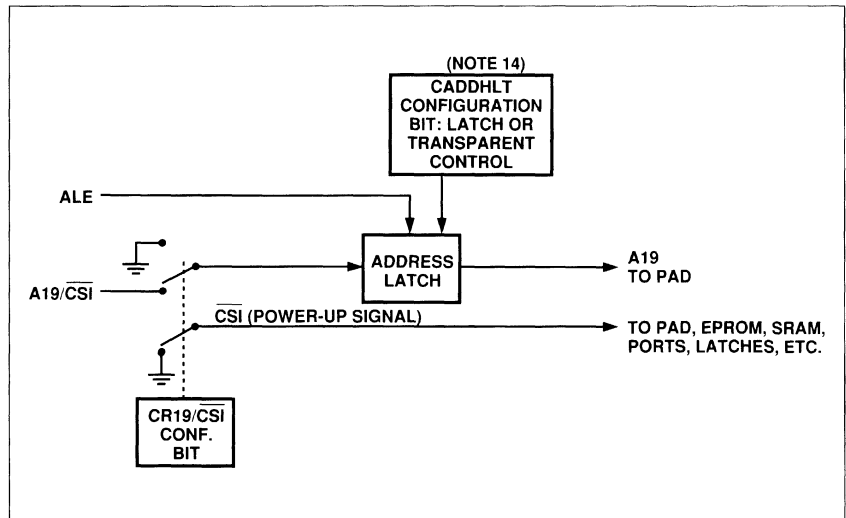 (NOTE 14)
CADDHLT
CONFIGURATION
BIT: LATCH OR
TRANSPARENT
CONTROL
ALE
ADDRESS
LATCH
A19
TO PAD
A19/CSI
CSI (POWER-UP SIGNAL)
TO PAD, EPROM, SRAM,
PORTS, LATCHES, ETC.
CR19/CSI
CONF.
BIT